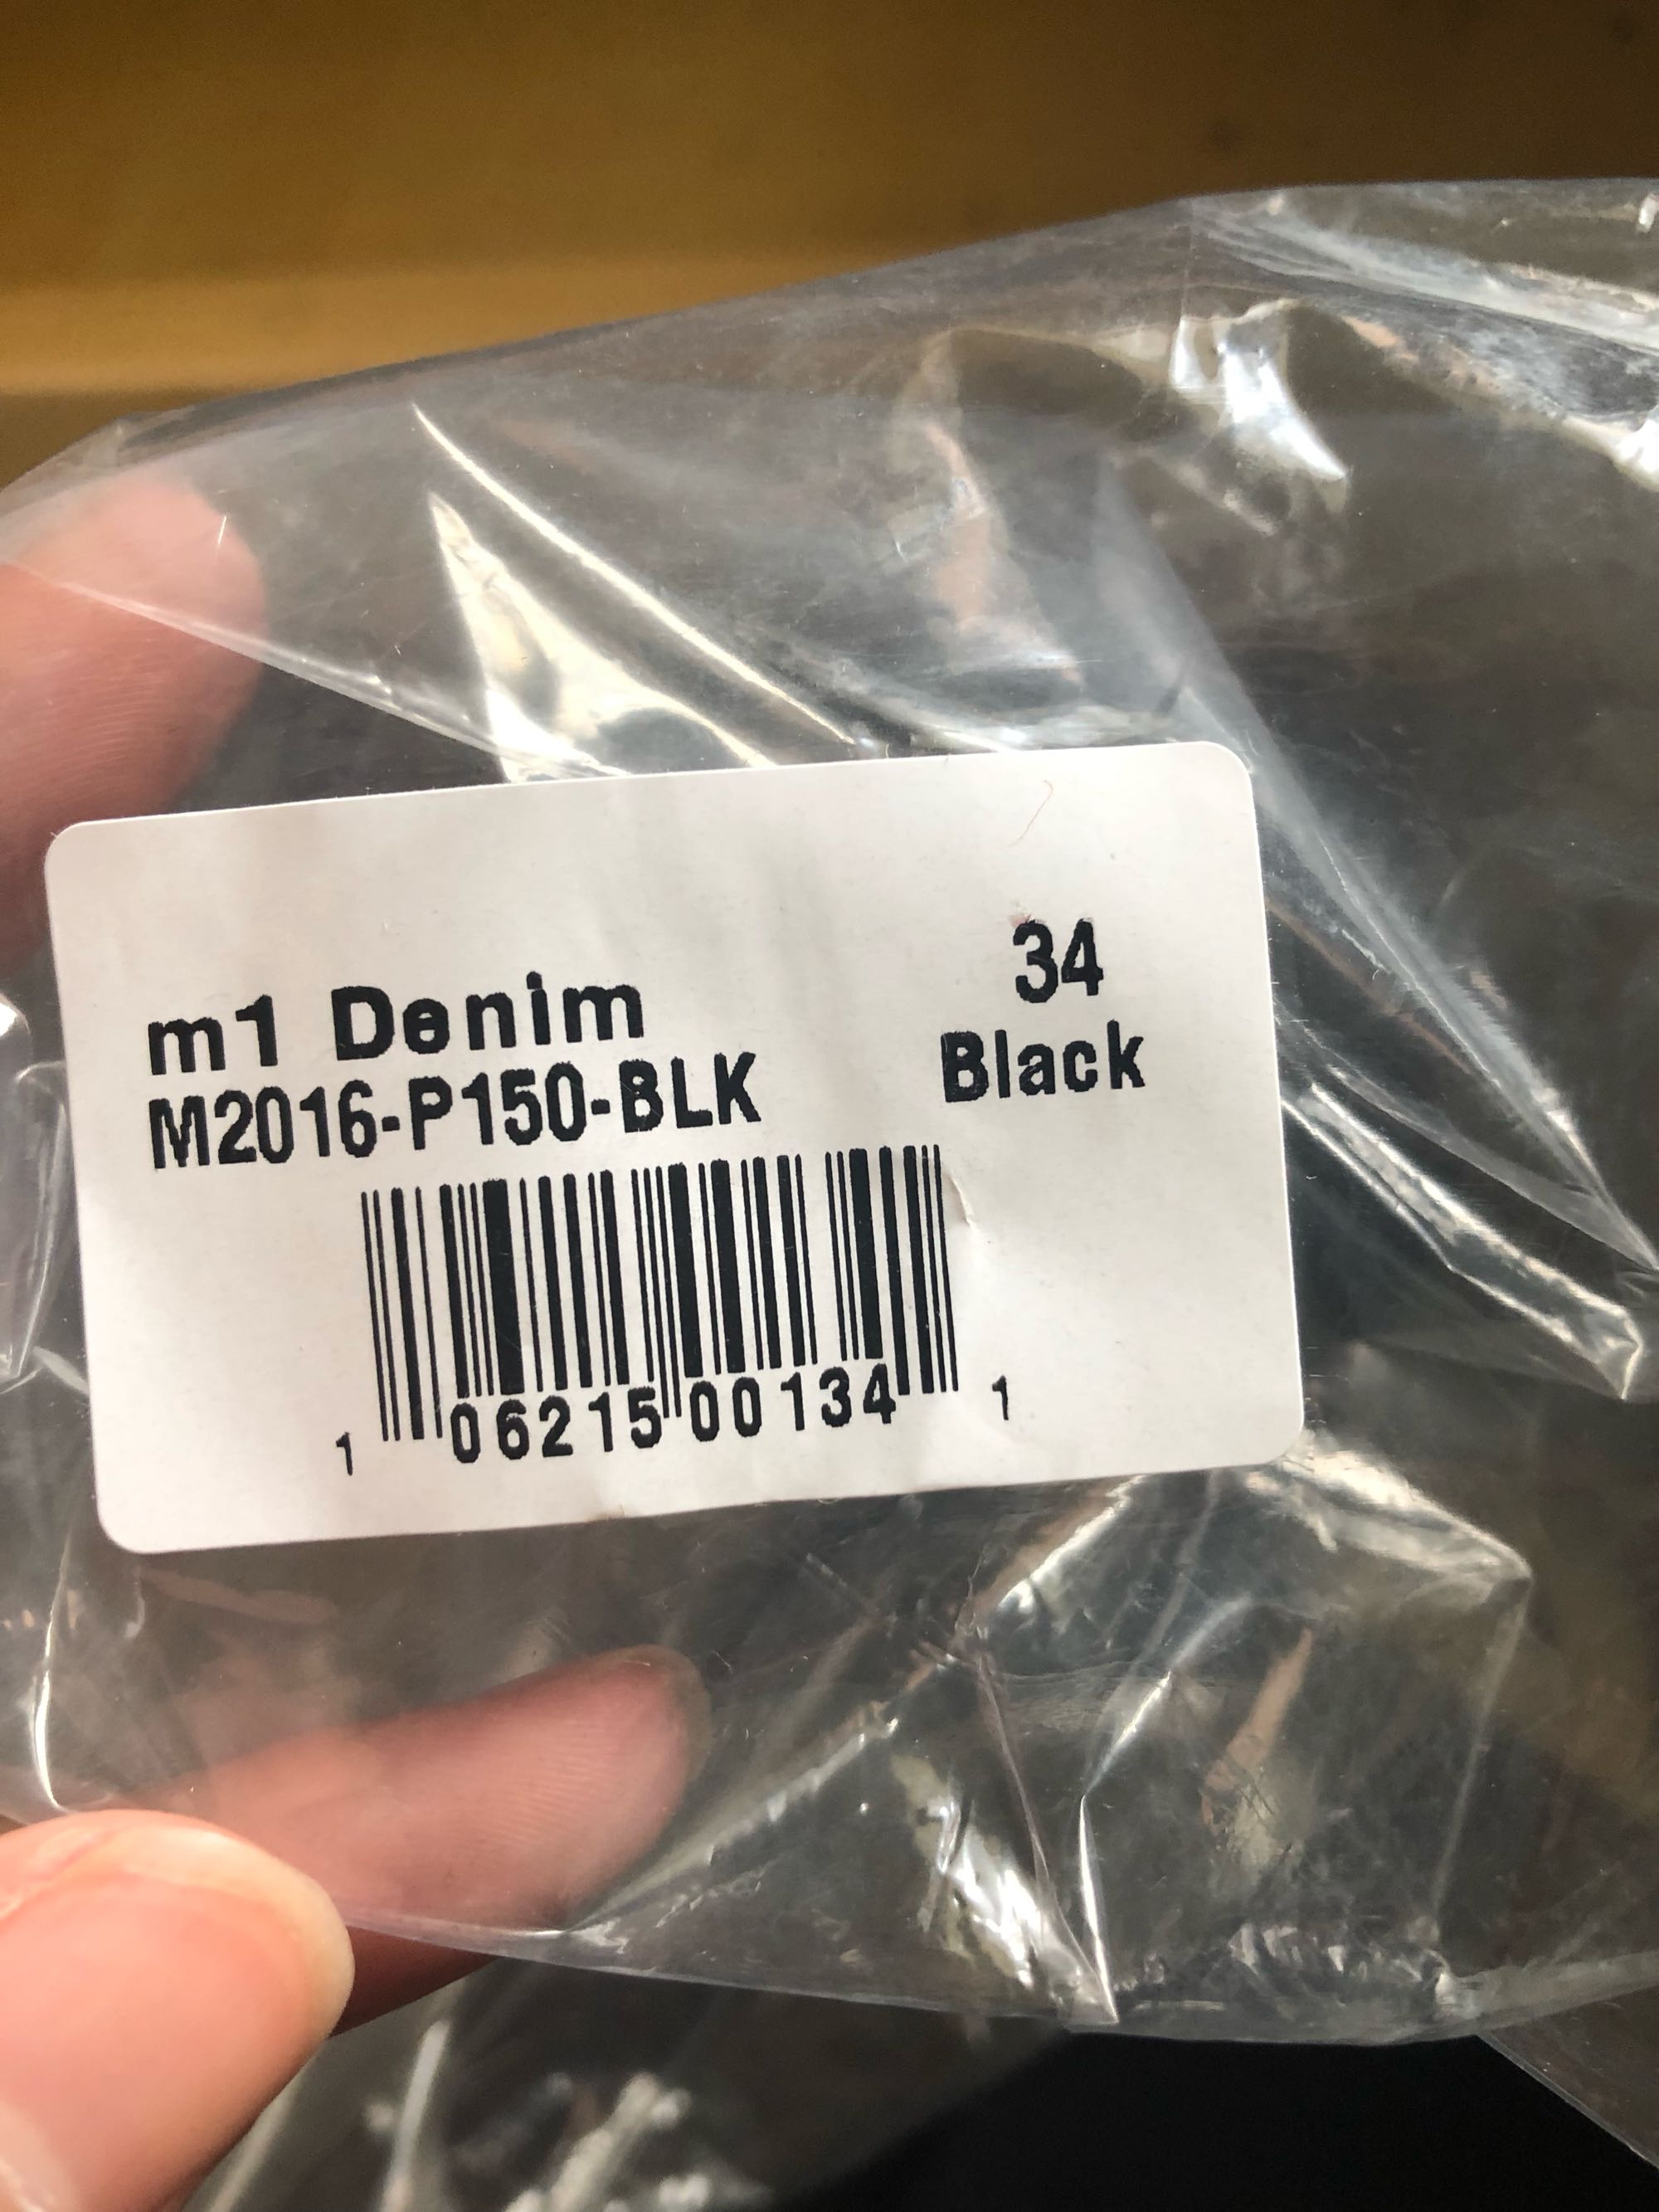 m1 Denim
34
M2016-P150-BLK
Black
1 06215 00134 1